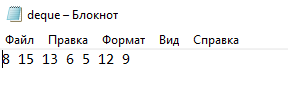 deque – Блокнот
Файл Правка Формат Вид Справка
8 15 13 6 5 12 9